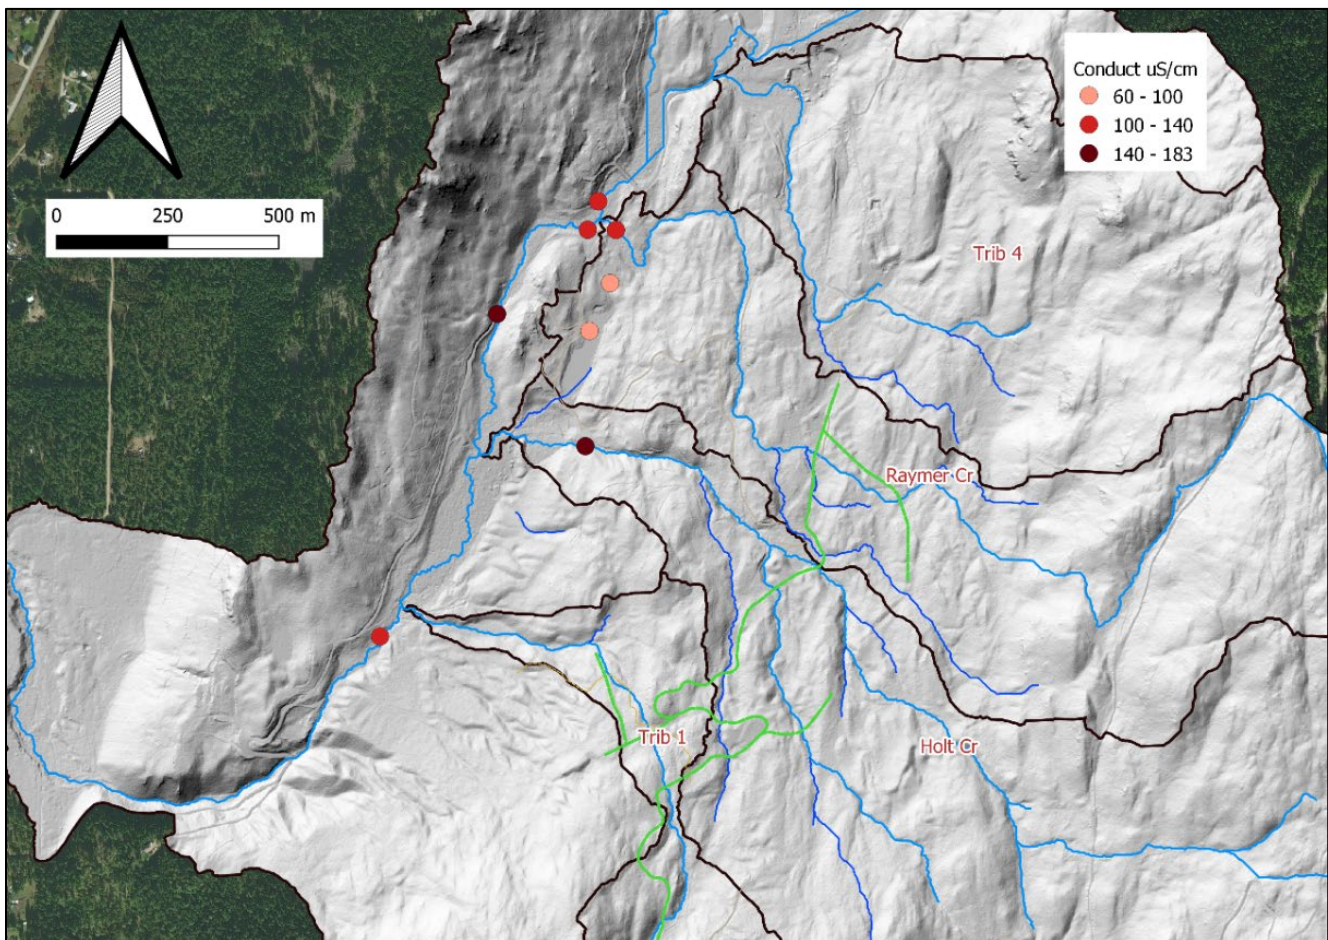 Conduct uS/cm
60 - 100
100 - 140
140 - 183
0 250 500 m
Trib 4
Raymer Cr
Trib 1
Holt Cr